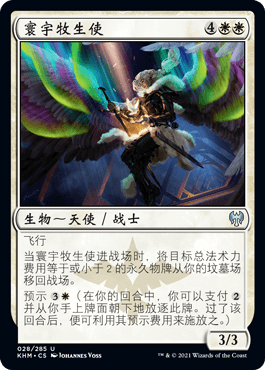 寰宇牧生使 4
生物～天使／战士
飞行
当寰宇牧生使进战场时，将目标总法术力
费用等于或小于2的永久物牌从你的坟墓场
移回战场。
预示3（在你的回合中，你可以支付2
并从你手上牌面朝下地放逐此牌。过了该
回合后，便可利用其预示费用来施放之。）
3/3
028/285 U
KHM • CS JOHANNES VOSS
™ & © 2021 Wizards of the Coast